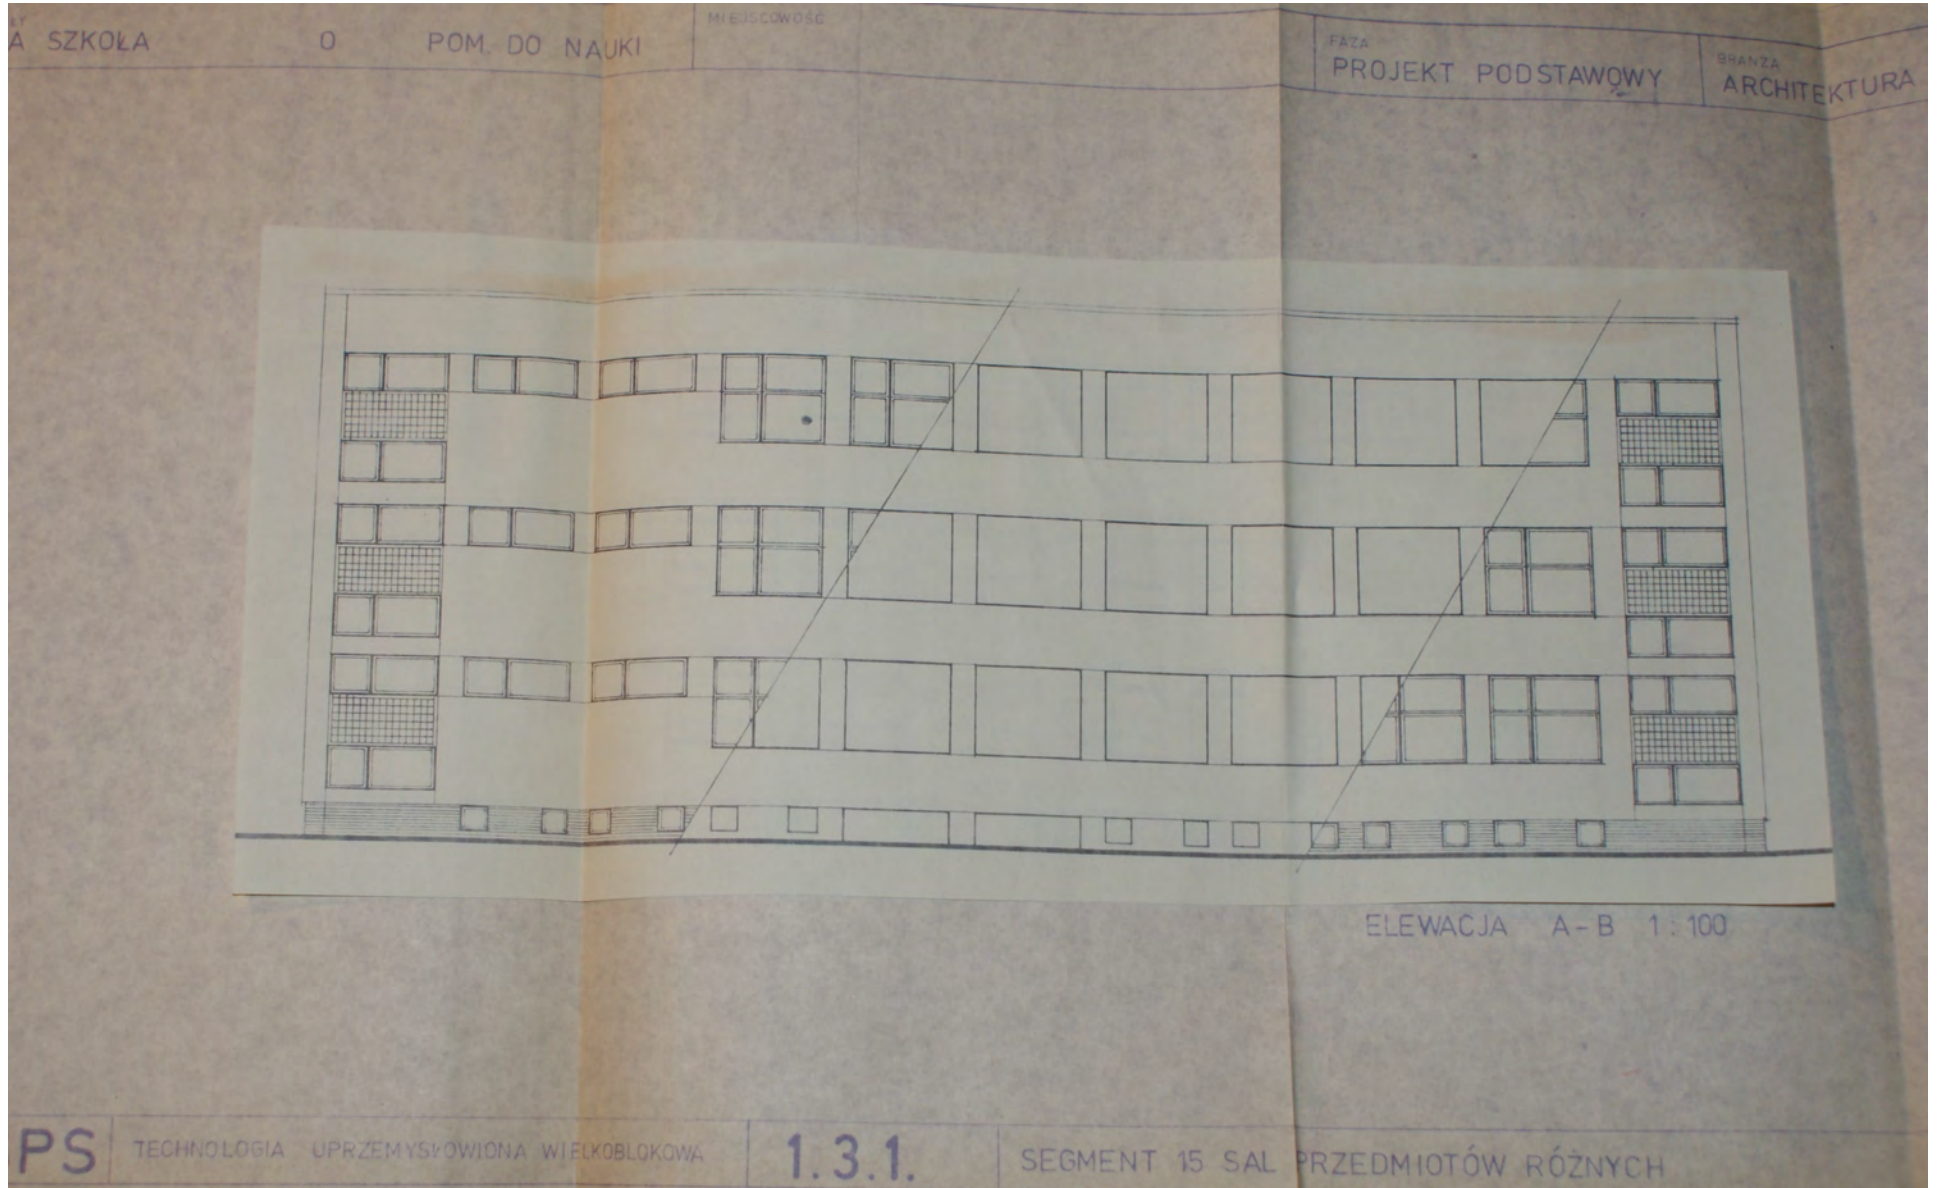 A SZKOŁA O POM. DO NAUKI
MIEJSCOWOŚĆ
FAZA
PROJEKT PODSTAWOWY
BRANŻA
ARCHITEKTURA
ELEWACJA A-B 1:100
PS
TECHNOLOGIA UPRZEMYSŁOWIONA WIELKOBLOKOWA
1.3.1.
SEGMENT 15 SAL PRZEDMIOTÓW RÓŻNYCH